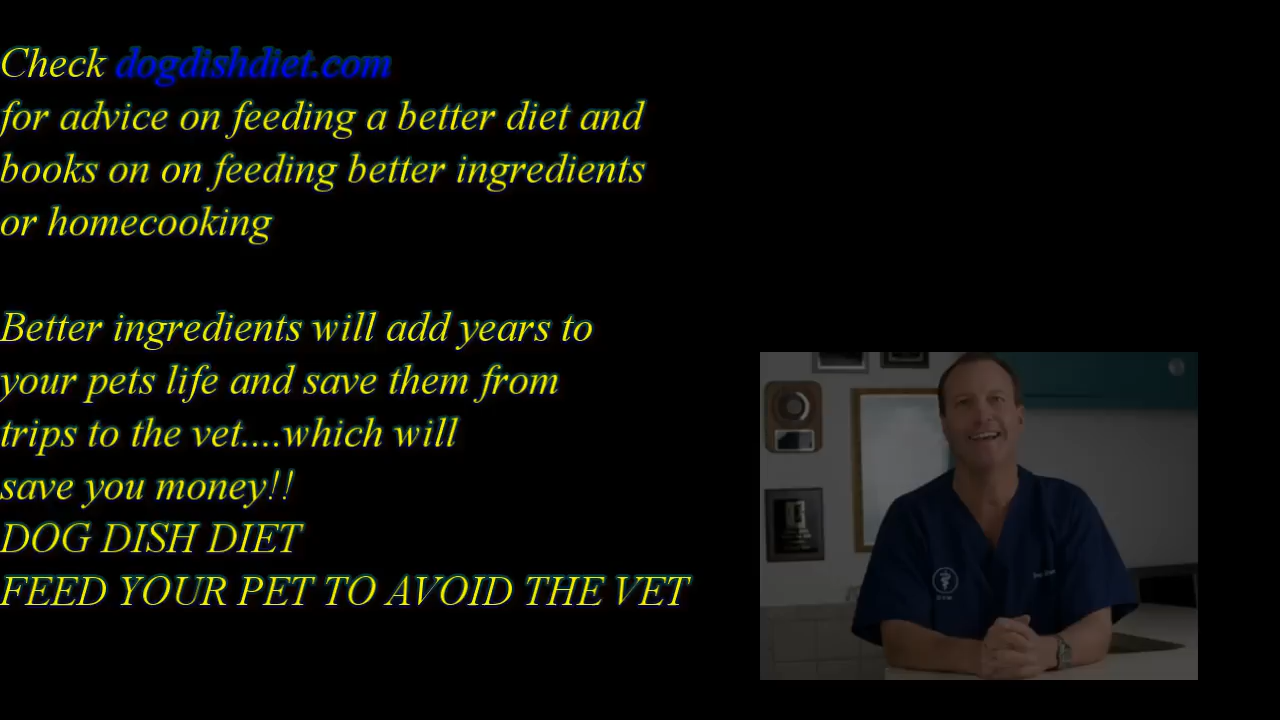 Check dogdishdiet.com
for advice on feeding a better diet and
books on on feeding better ingredients
or homecooking
Better ingredients will add years to
your pets life and save them from
trips to the vet....which will
save you money!!
DOG DISH DIET
FEED YOUR PET TO AVOID THE VET